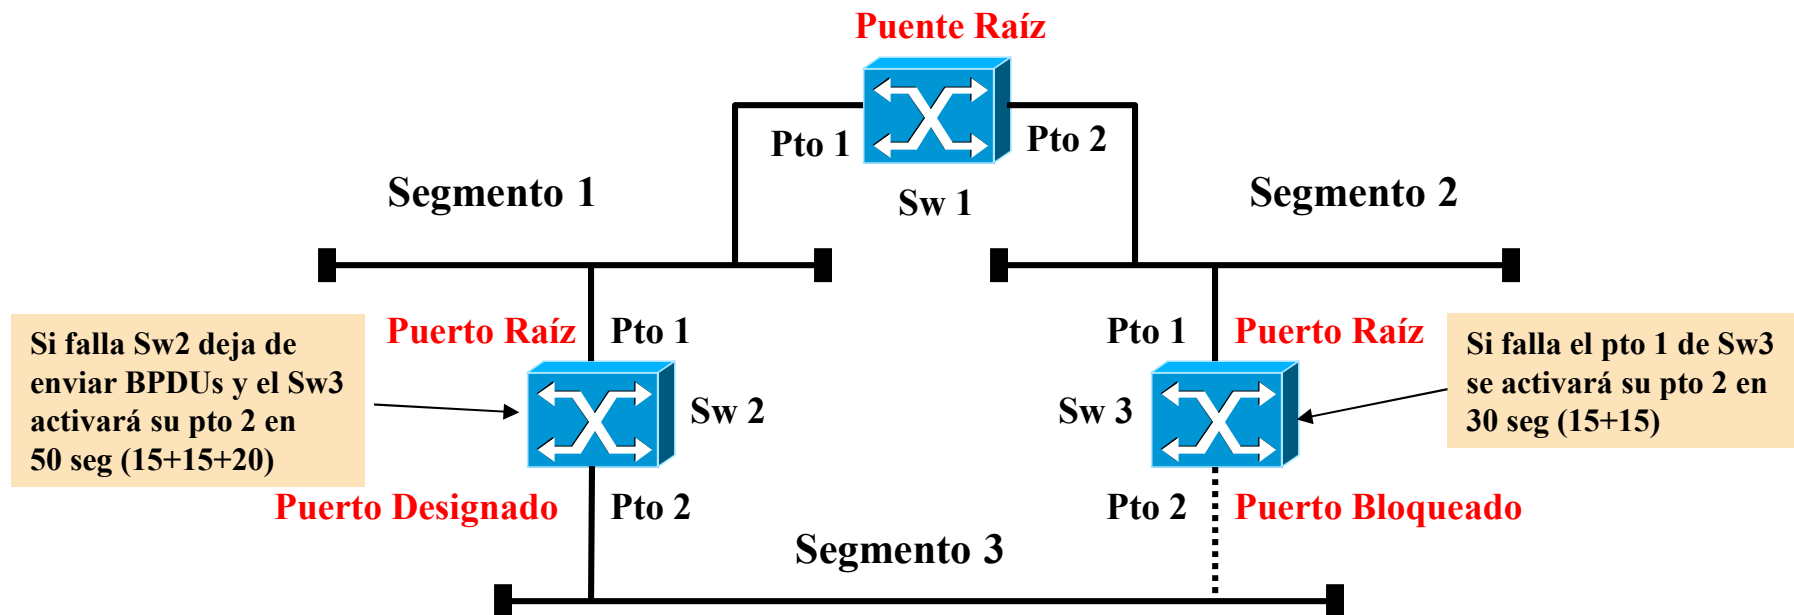 Puente Raíz
Pto 1
Pto 2
Segmento 1
Sw 1
Segmento 2
Si falla Sw2 deja de
enviar BPDUs y el Sw3
activará su pto 2 en
50 seg (15+15+20)
Puerto Raíz
Pto 1
Sw 2
Puerto Designado
Pto 2
Pto 1
Puerto Raíz
Sw 3
Pto 2
Puerto Bloqueado
Si falla el pto 1 de Sw3
se activará su pto 2 en
30 seg (15+15)
Segmento 3